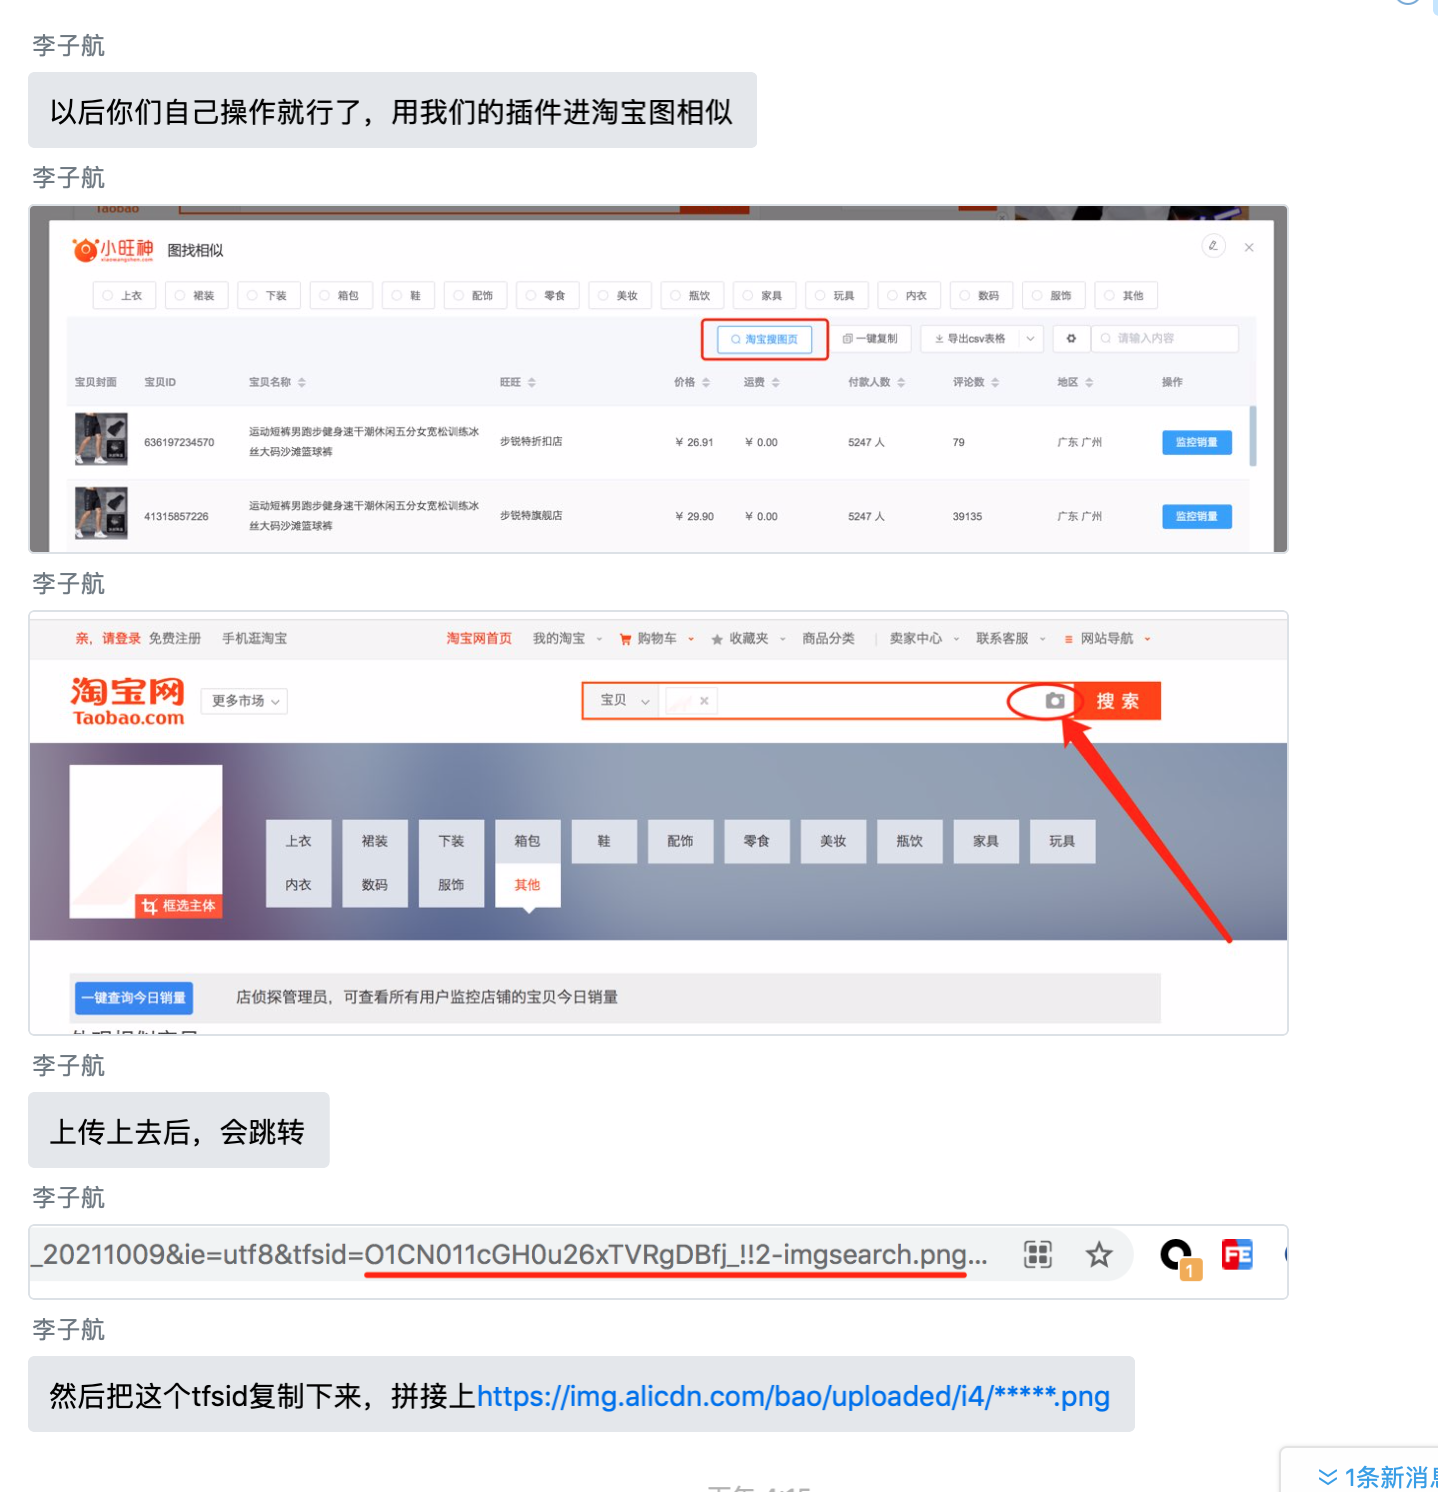 李子航
以后你们自己操作就行了，用我们的插件进淘宝图相似
李子航
Taobao
小旺神 图找相似
xiaowangshen.com
上衣 裙装 下装 箱包 鞋 配饰 零食 美妆 瓶饮 家具 玩具 内衣 数码 服饰 其他
淘宝搜图页 一键复制 导出csv表格 请输入内容
宝贝封面 宝贝ID 宝贝名称 旺旺 价格 运费 付款人数 评论数 地区 操作
636197234570 运动短裤男跑步健身速干潮休闲五分女宽松训练冰 步锐特折扣店 ¥ 26.91 ¥ 0.00 5247 人 79 广东 广州 监控销量
丝大码沙滩篮球裤
41315857226 运动短裤男跑步健身速干潮休闲五分女宽松训练冰 步锐特旗舰店 ¥ 29.90 ¥ 0.00 5247 人 39135 广东 广州 监控销量
丝大码沙滩篮球裤
李子航
亲，请登录 免费注册 手机逛淘宝 淘宝网首页 我的淘宝 购物车 收藏夹 商品分类 卖家中心 联系客服 网站导航
淘宝网 更多市场 宝贝 搜索
Taobao.com
上衣 裙装 下装 箱包 鞋 配饰 零食 美妆 瓶饮 家具 玩具
内衣 数码 服饰 其他
框选主体
一键查询今日销量 店侦探管理员，可查看所有用户监控店铺的宝贝今日销量
李子航
上传上去后，会跳转
李子航
_20211009&ie=utf8&tfsid=O1CN011cGH0u26xTVRgDBfj_!!2-imgsearch.png... 1 FE
李子航
然后把这个tfsid复制下来，拼接上https://img.alicdn.com/bao/uploaded/i4/*****.png
1条新消息